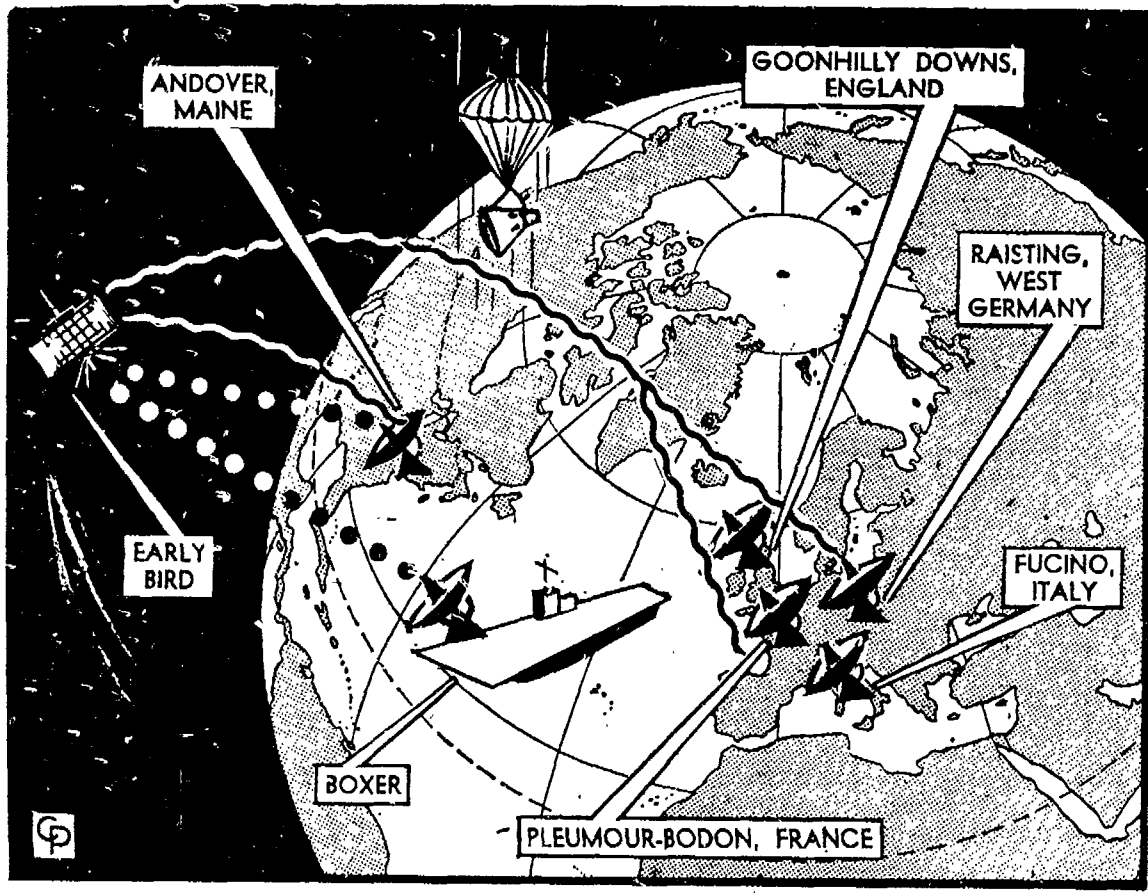 ANDOVER,
MAINE
GOONHILLY DOWNS,
ENGLAND
RAISTING,
WEST
GERMANY
EARLY
BIRD
FUCINO,
ITALY
BOXER
PLEUMOUR-BODON, FRANCE
CP